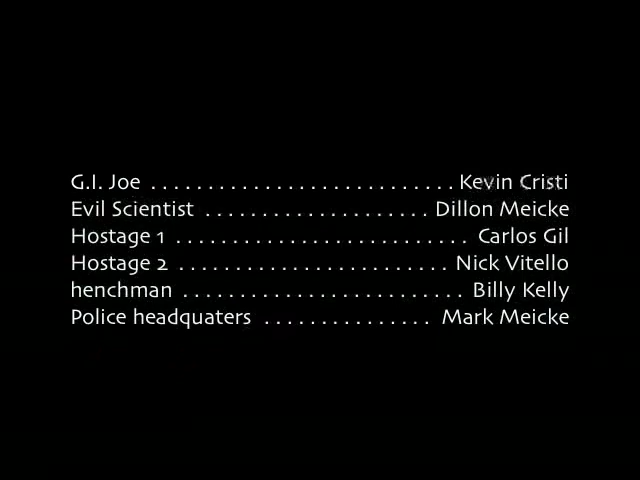 G.I. Joe . . . . . . . . . . . . . . . . . . . . . . . . . . . Kevin Cristi
Evil Scientist . . . . . . . . . . . . . . . . . . . . Dillon Meicke
Hostage 1 . . . . . . . . . . . . . . . . . . . . . . . . . . Carlos Gil
Hostage 2 . . . . . . . . . . . . . . . . . . . . . . . . Nick Vitello
henchman . . . . . . . . . . . . . . . . . . . . . . . . . Billy Kelly
Police headquaters . . . . . . . . . . . . . . . Mark Meicke